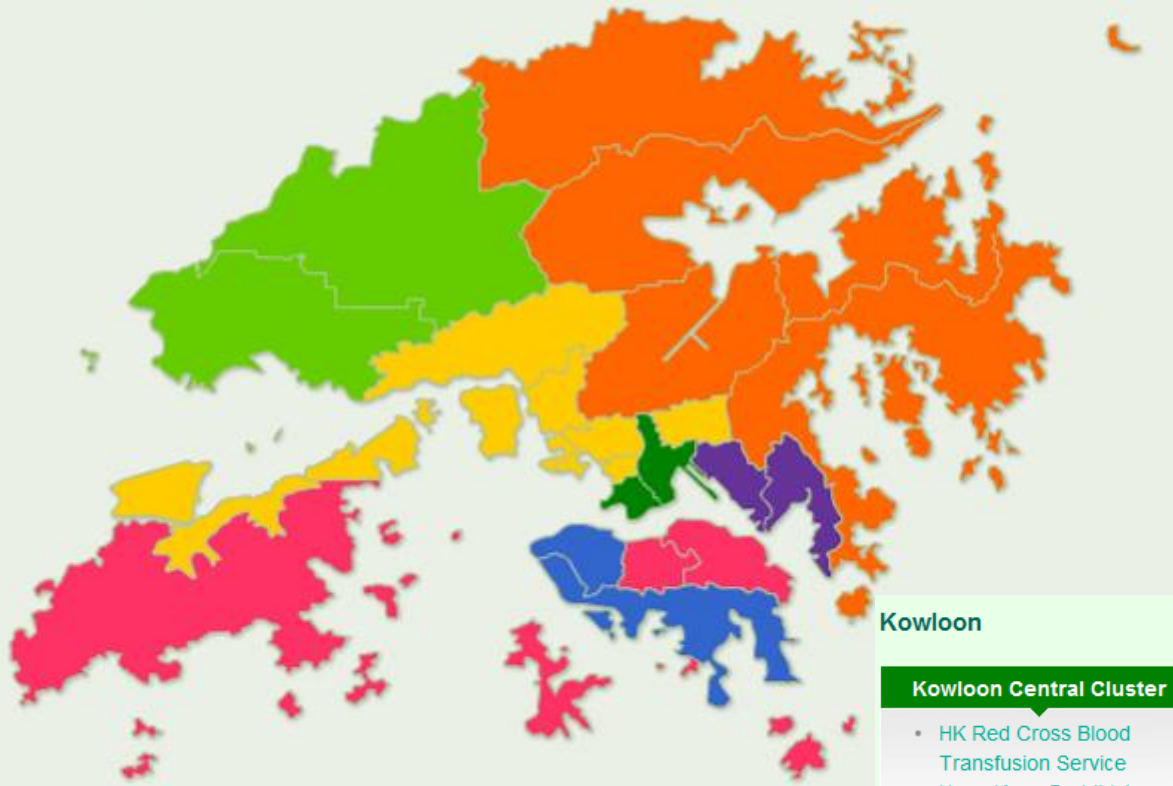 Kowloon
Kowloon Central Cluster
• HK Red Cross Blood
Transfusion Service